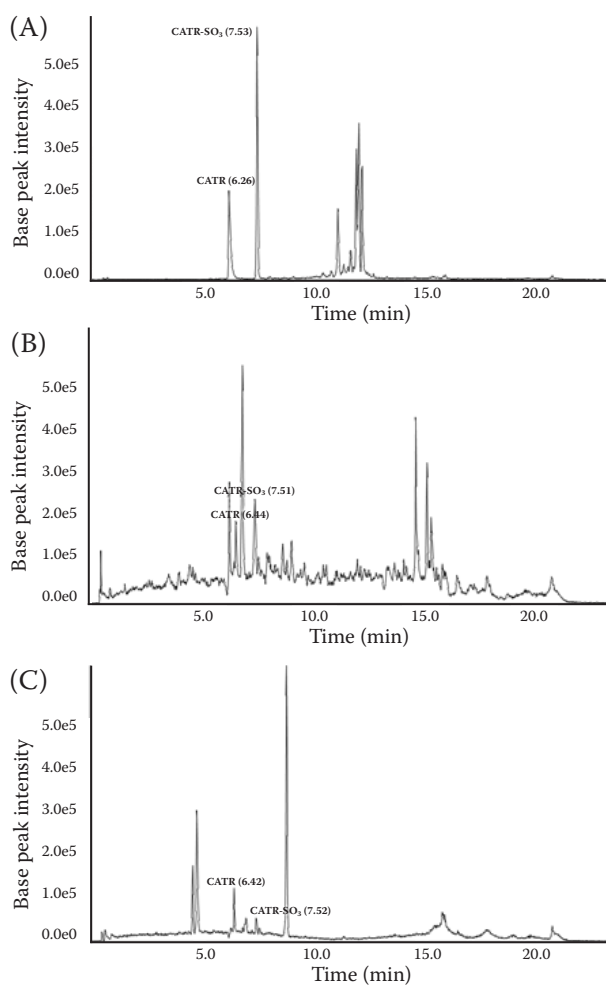 (A)
CATR-SO₃ (7.53)
CATR (6.26)
Base peak intensity
5.0e5
4.0e5
3.0e5
2.0e5
1.0e5
0.0e0
5.0 10.0 15.0 20.0
Time (min)
(B)
CATR-SO₃ (7.51)
CATR (6.44)
Base peak intensity
5.0e5
4.0e5
3.0e5
2.0e5
1.0e5
0.0e0
5.0 10.0 15.0 20.0
Time (min)
(C)
CATR (6.42)
CATR-SO₃ (7.52)
Base peak intensity
5.0e5
4.0e5
3.0e5
2.0e5
1.0e5
0.0e0
5.0 10.0 15.0 20.0
Time (min)